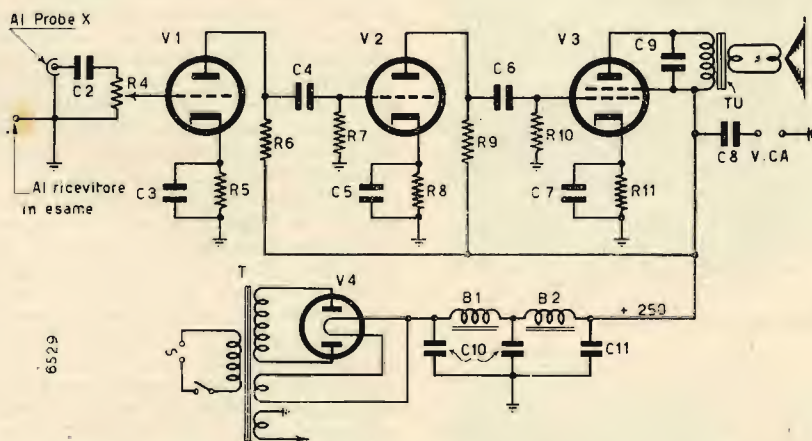 Al Probe X
C2
R4
V1
C3
R5
R6
C4
R7
V2
C5
R8
R9
C6
R10
V3
C7
R11
C9
TU
C8
V.CA
Al ricevitore
in esame
T
V4
S
B1
B2
+ 250
C10
C11
6529